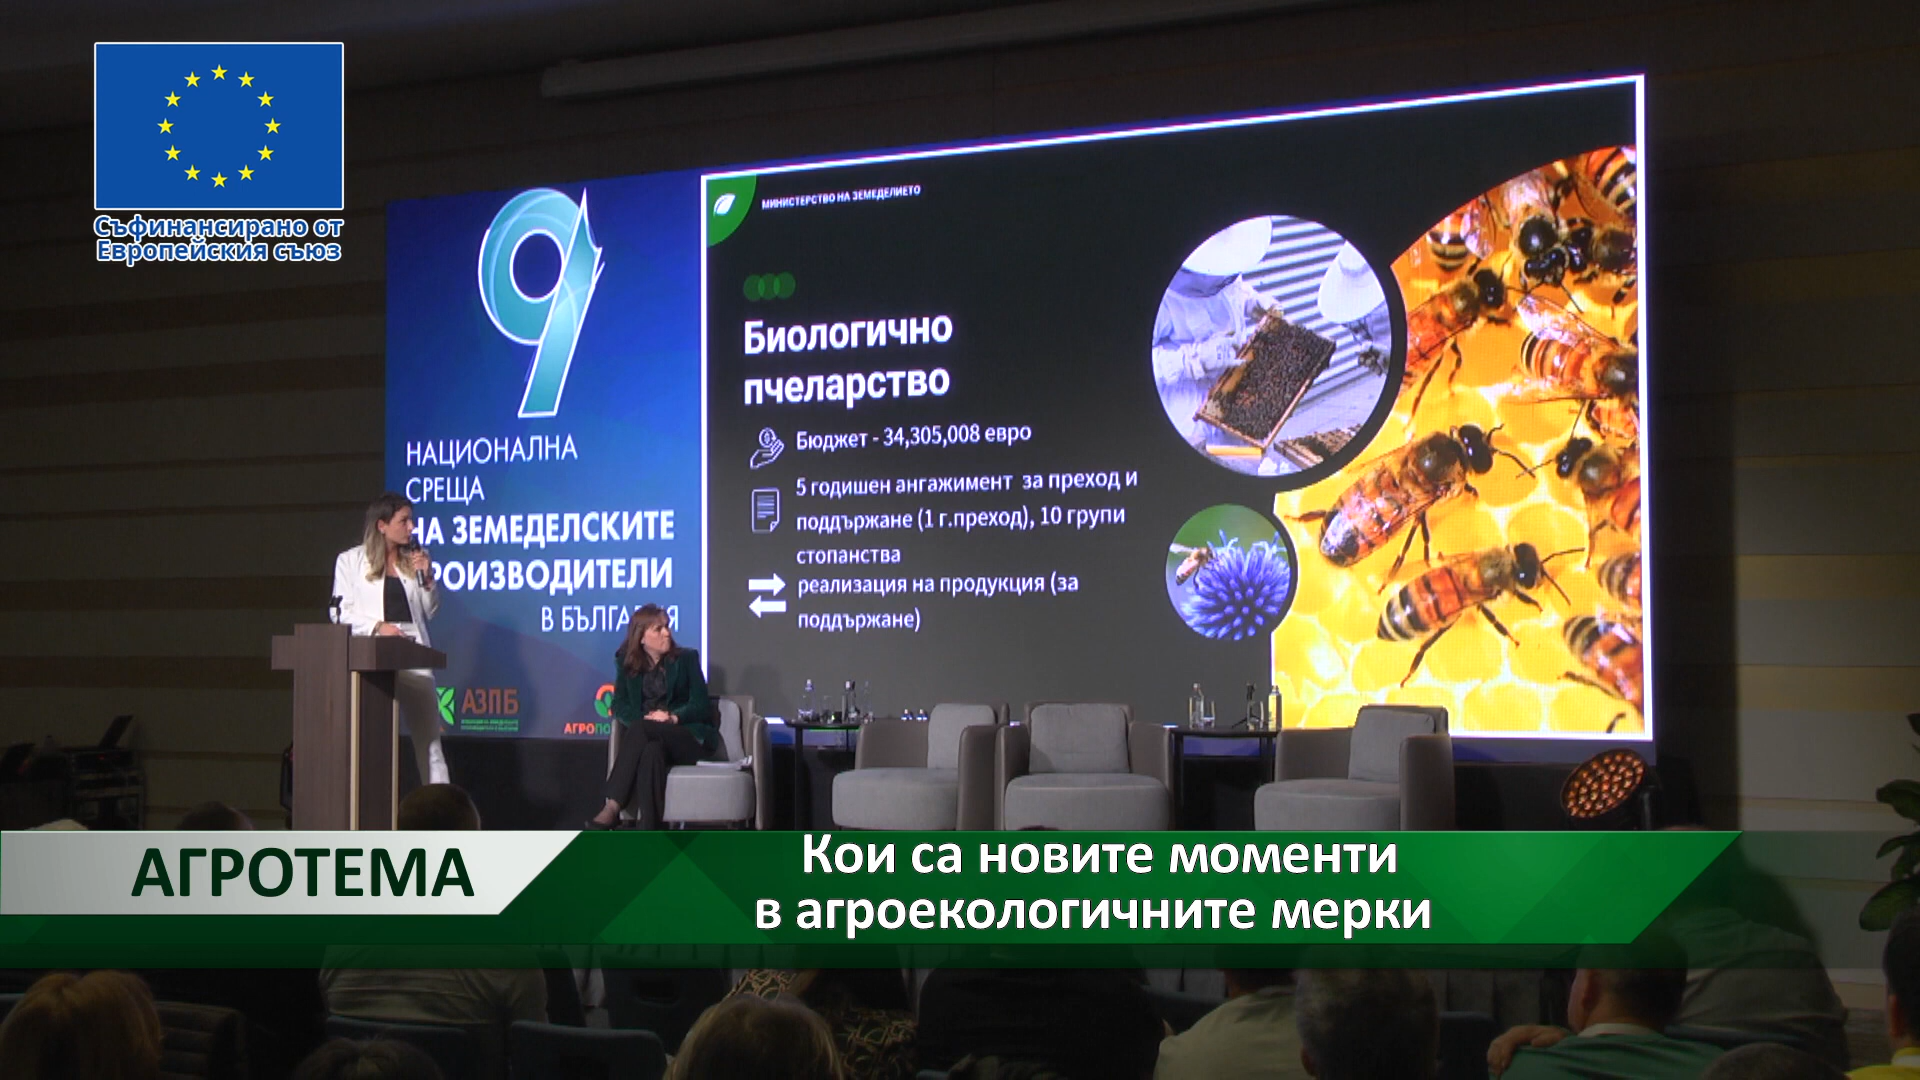 Съфинансирано от
Европейския съюз
9
НАЦИОНАЛНА
СРЕЩА
НА ЗЕМЕДЕЛСКИТЕ
РОИЗВОДИТЕЛИ
В БЪЛГА
АЗПБ
АГРОПО
МИНИСТЕРСТВО НА ЗЕМЕДЕЛИЕТО
Биологично
пчеларство
Бюджет - 34,305,008 евро
5 годишен ангажимент за преход и
поддържане (1 г.преход), 10 групи
стопанства
реализация на продукция (за
поддържане)
АГРОТЕМА
Кои са новите моменти
в агроекологичните мерки